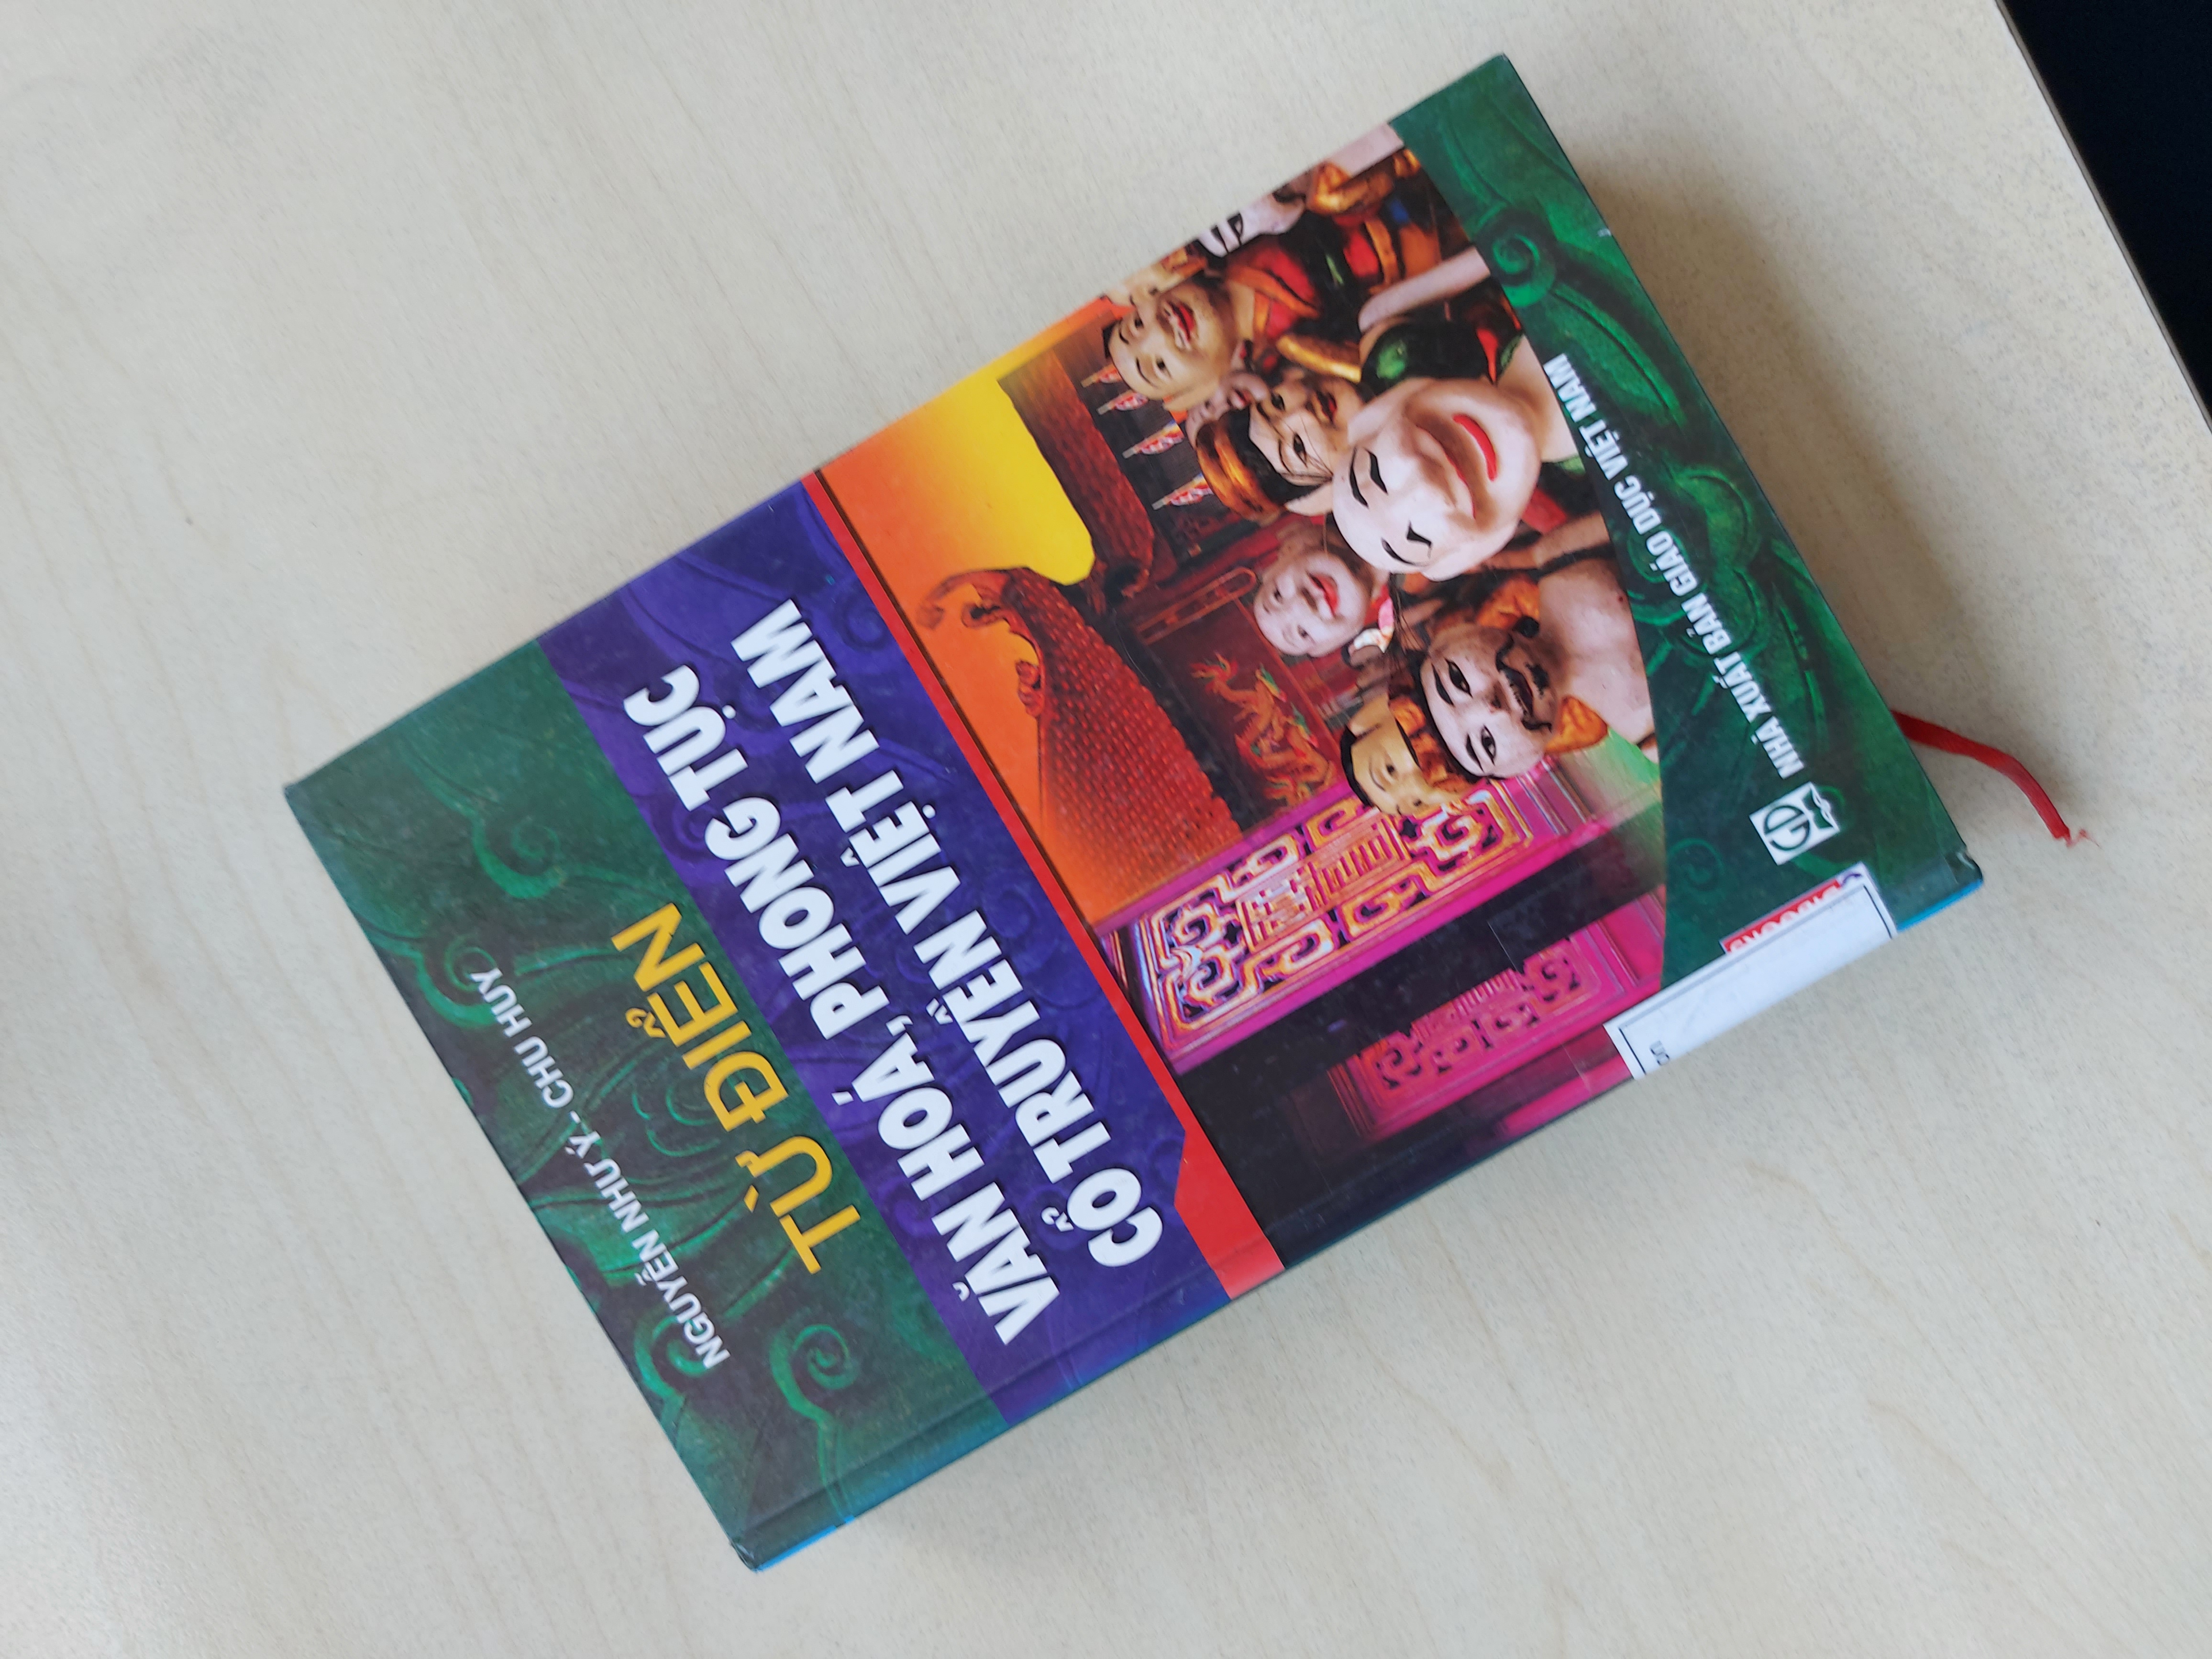 NGUYỄN NHƯ Ý - CHU HUY
TỪ ĐIỂN
VĂN HOÁ, PHONG TỤC
CỔ TRUYỀN VIỆT NAM
GD
NHÀ XUẤT BẢN GIÁO DỤC VIỆT NAM